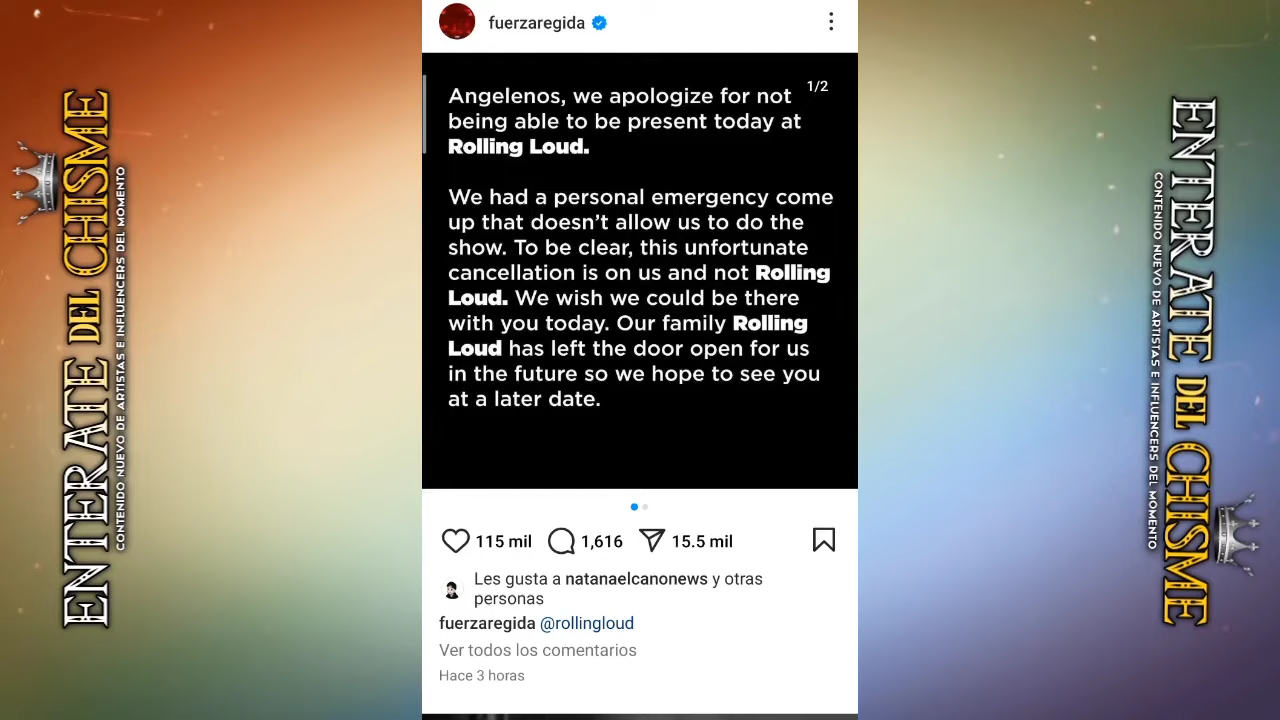 ENTERATE DEL CHISME
CONTENIDO NUEVO DE ARTISTAS E INFLUENCERS DEL MOMENTO
fuerzaregida
1/2
Angelenos, we apologize for not
being able to be present today at
Rolling Loud.
We had a personal emergency come
up that doesn’t allow us to do the
show. To be clear, this unfortunate
cancellation is on us and not Rolling
Loud. We wish we could be there
with you today. Our family Rolling
Loud has left the door open for us
in the future so we hope to see you
at a later date.
115 mil 1,616 15.5 mil
Les gusta a natanaelcanonews y otras
personas
fuerzaregida @rollingloud
Ver todos los comentarios
Hace 3 horas
ENTERATE DEL CHISME
CONTENIDO NUEVO DE ARTISTAS E INFLUENCERS DEL MOMENTO